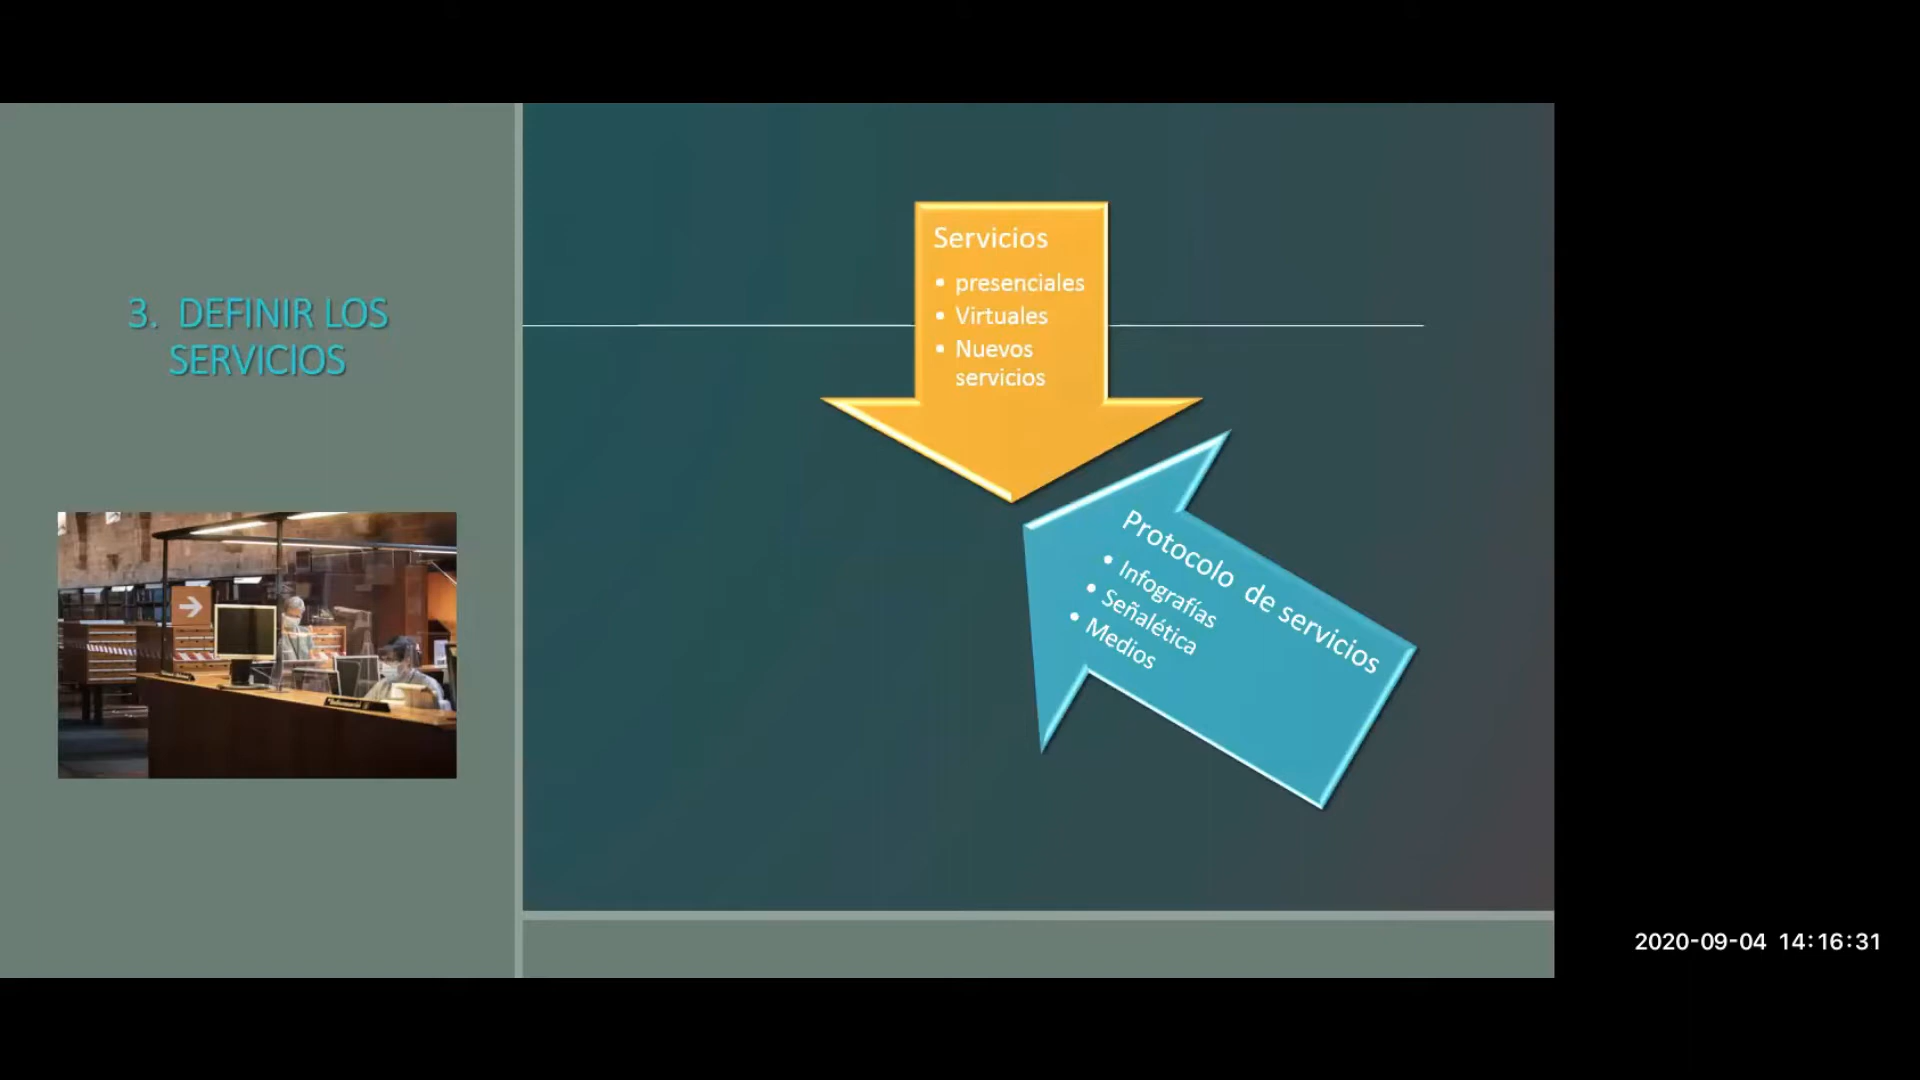 3. DEFINIR LOS
SERVICIOS
Servicios
• presenciales
• Virtuales
• Nuevos
servicios
Protocolo de servicios
• Infografías
• Señalética
• Medios
2020-09-04 14:16:31